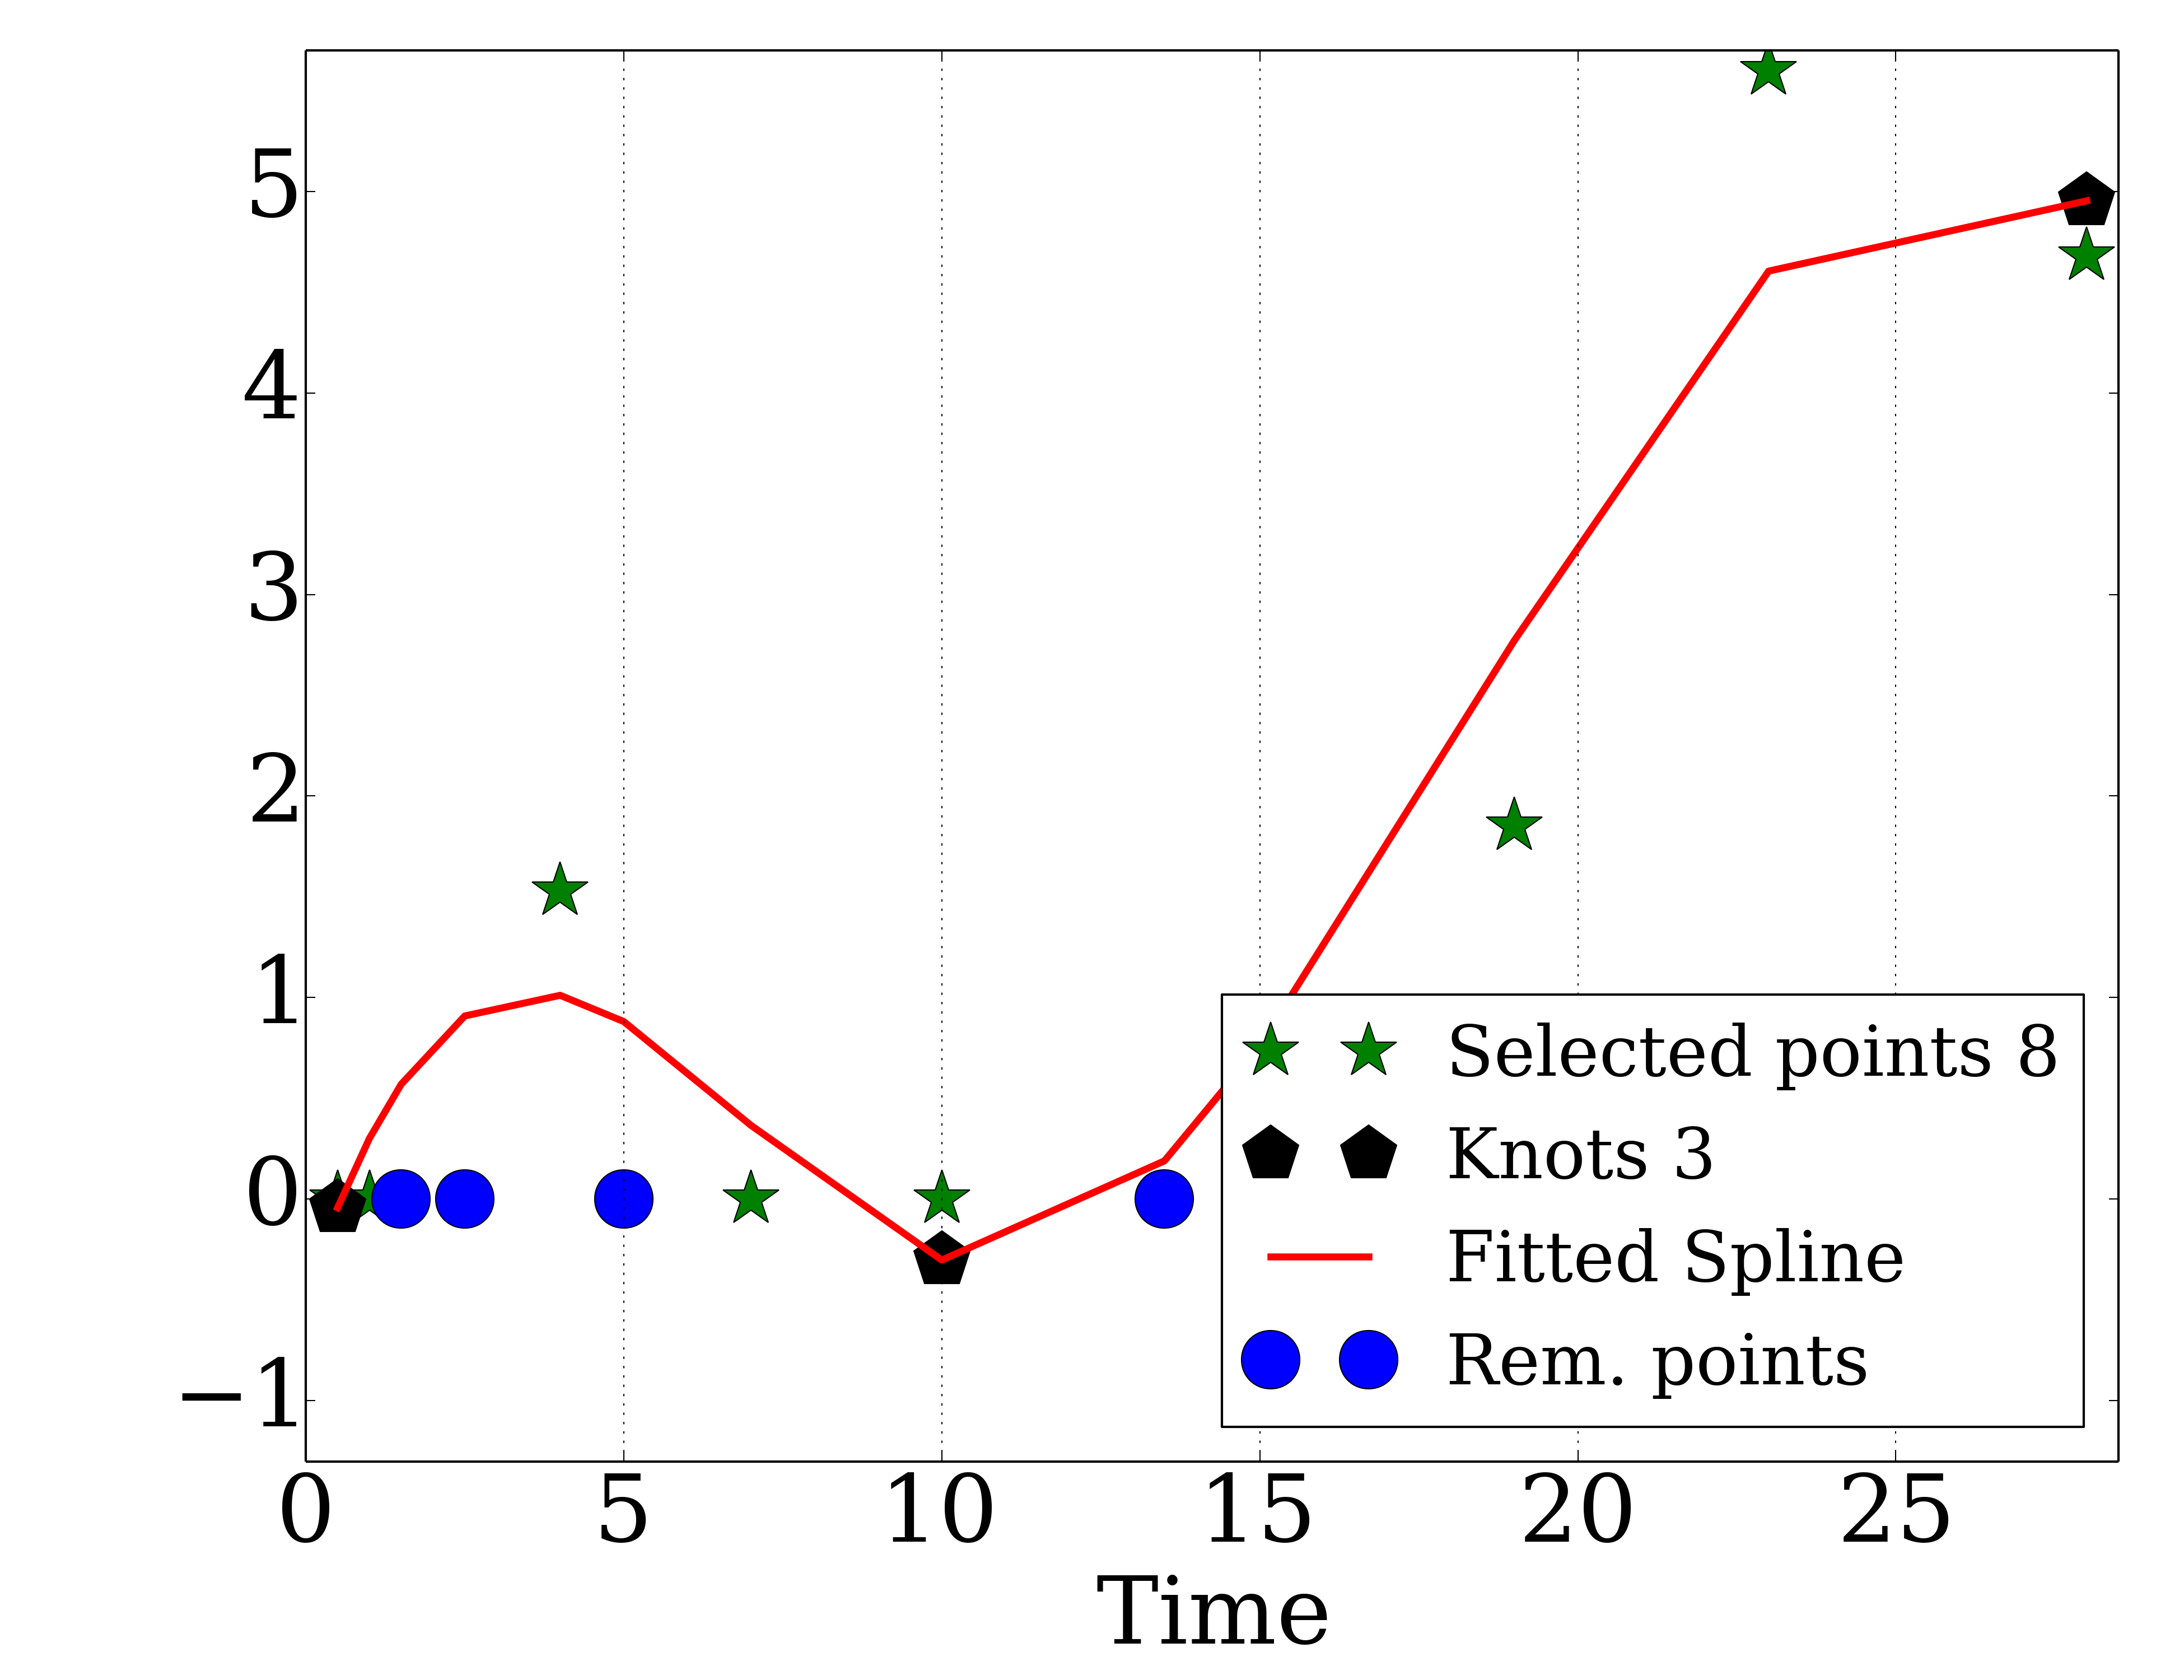 5
4
3
2
1
0
−1
Selected points 8
Knots 3
Fitted Spline
Rem. points
0 5 10 15 20 25
Time